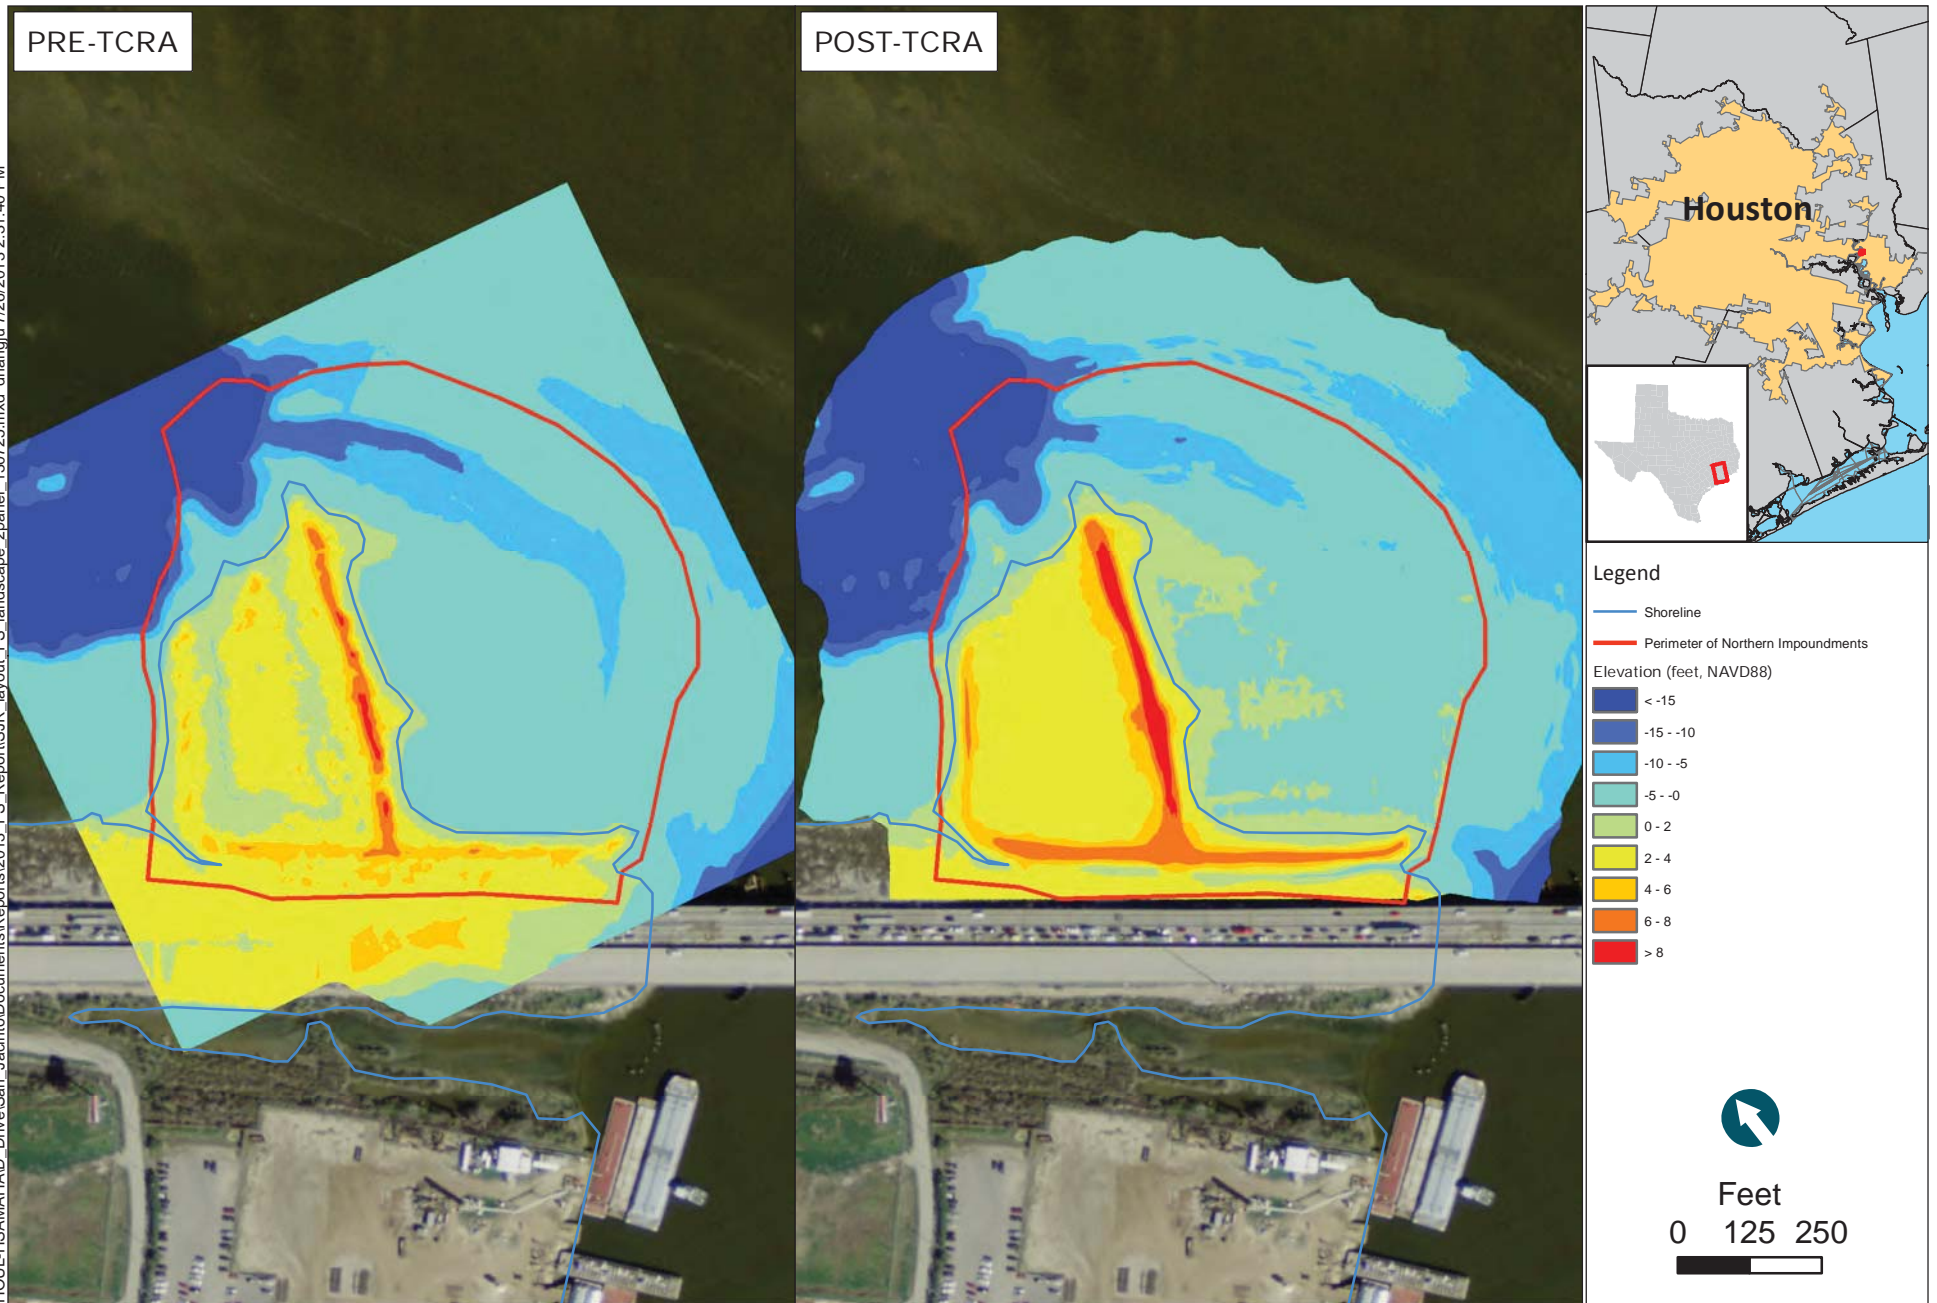 PRE-TCRA
POST-TCRA
Houston
Legend
Shoreline
Perimeter of Northern Impoundments
Elevation (feet, NAVD88)
< -15
-15 - -10
-10 - -5
-5 - -0
0 - 2
2 - 4
4 - 6
6 - 8
> 8
Feet
0 125 250